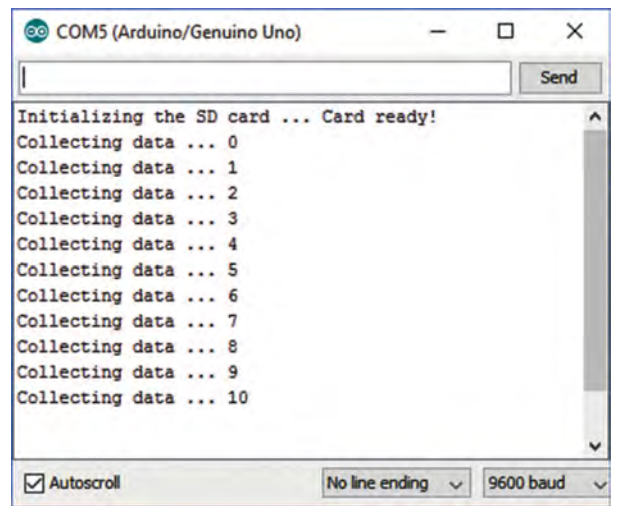 COM5 (Arduino/Genuino Uno)
Send
Initializing the SD card ... Card ready!
Collecting data ... 0
Collecting data ... 1
Collecting data ... 2
Collecting data ... 3
Collecting data ... 4
Collecting data ... 5
Collecting data ... 6
Collecting data ... 7
Collecting data ... 8
Collecting data ... 9
Collecting data ... 10
Autoscroll No line ending 9600 baud